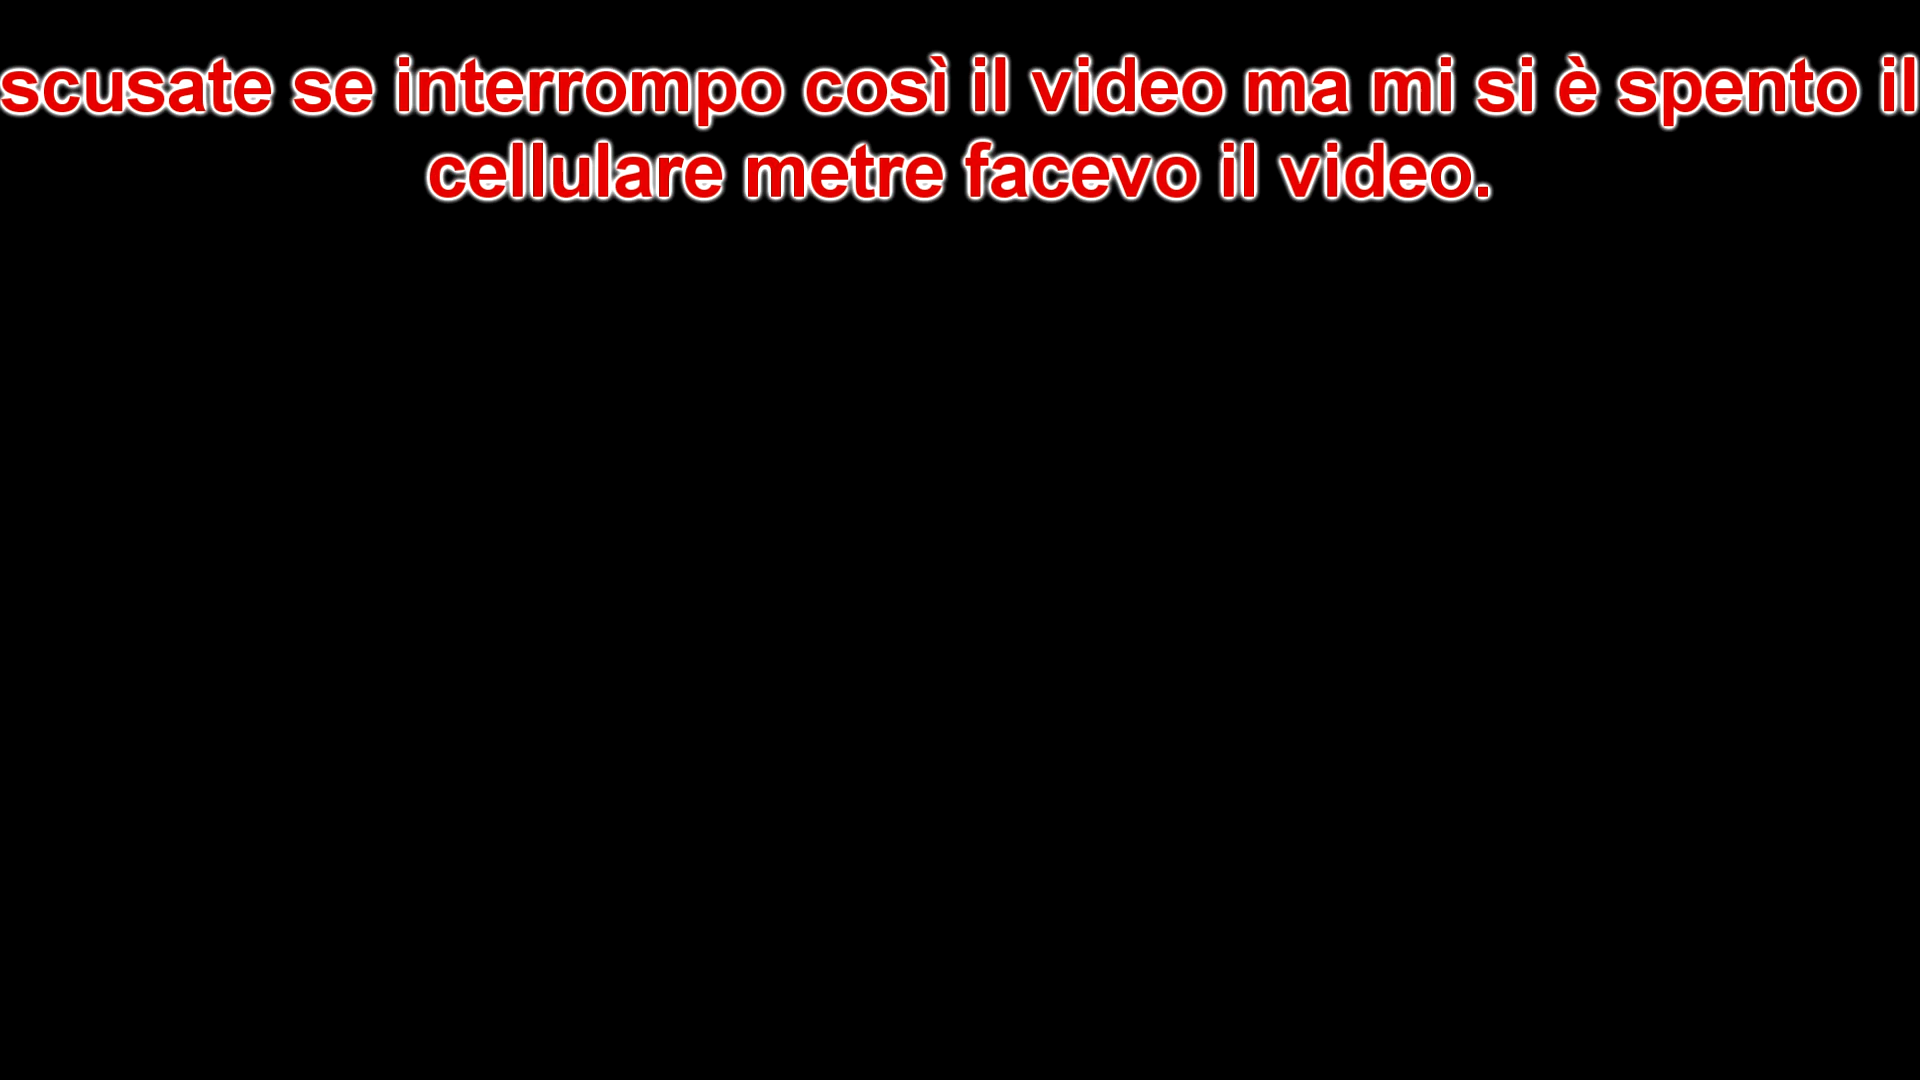 scusate se interrompo così il video ma mi si è spento il
cellulare metre facevo il video.